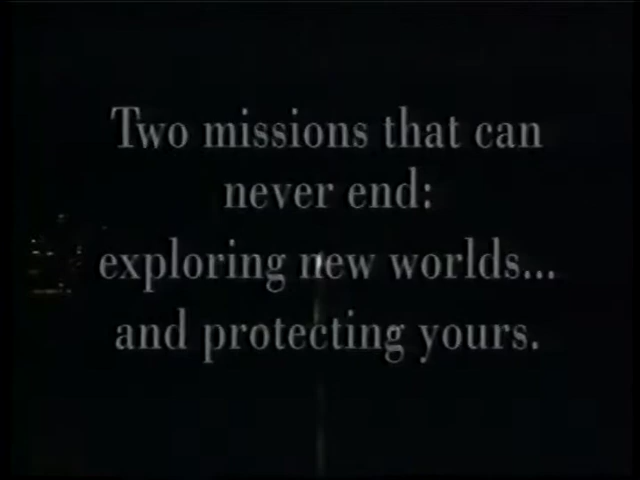 Two missions that can
never end:
exploring new worlds...
and protecting yours.